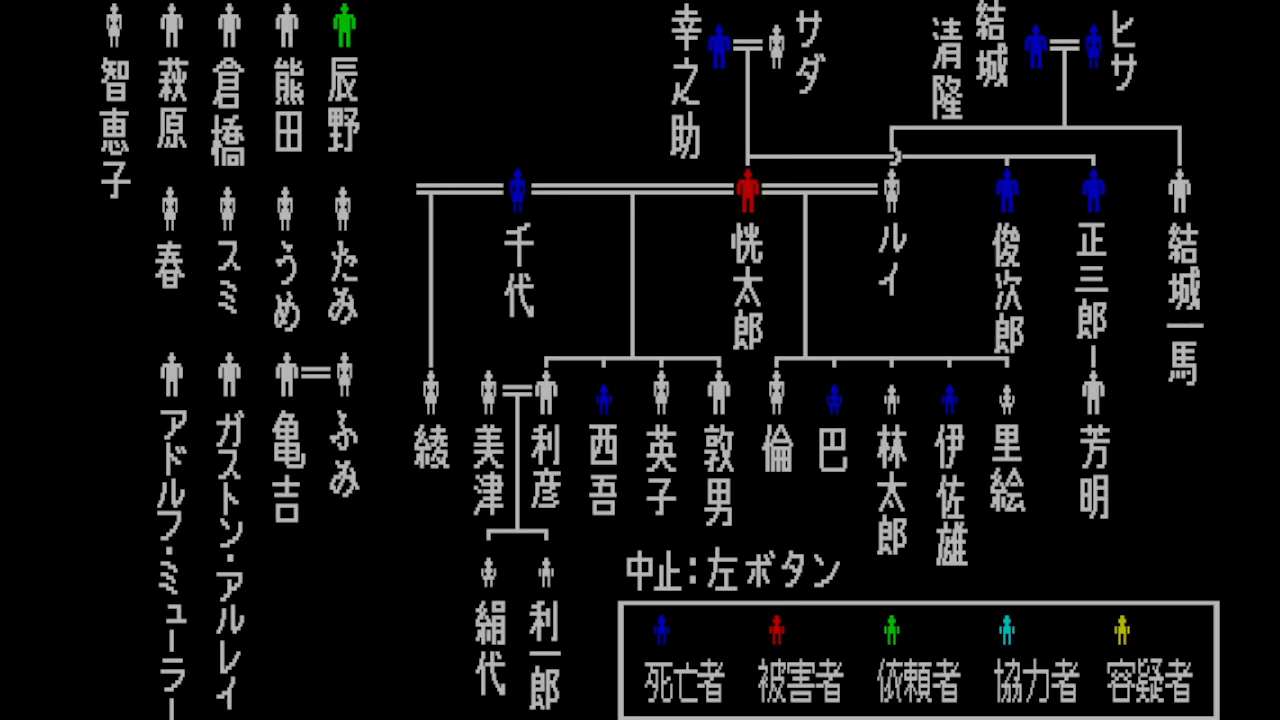 智恵子
萩原
倉橋
熊田
辰野
幸之助
サダ
結城
清隆
ヒサ
春
スミ
うめ
たみ
千代
恍太郎
ルイ
俊次郎
正三郎
結城一馬
アドルフ・ミューラー
ガストン・アルレイ
亀吉
ふみ
綾
美津
利彦
酉吾
英子
敦男
倫
巴
林太郎
伊佐雄
里絵
芳明
絹代
利一郎
中止：左ボタン
死亡者
被害者
依頼者
協力者
容疑者